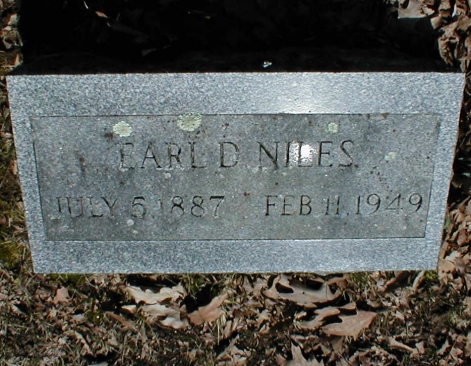 EARL D NILES
JULY 5, 1887 FEB 11, 1949